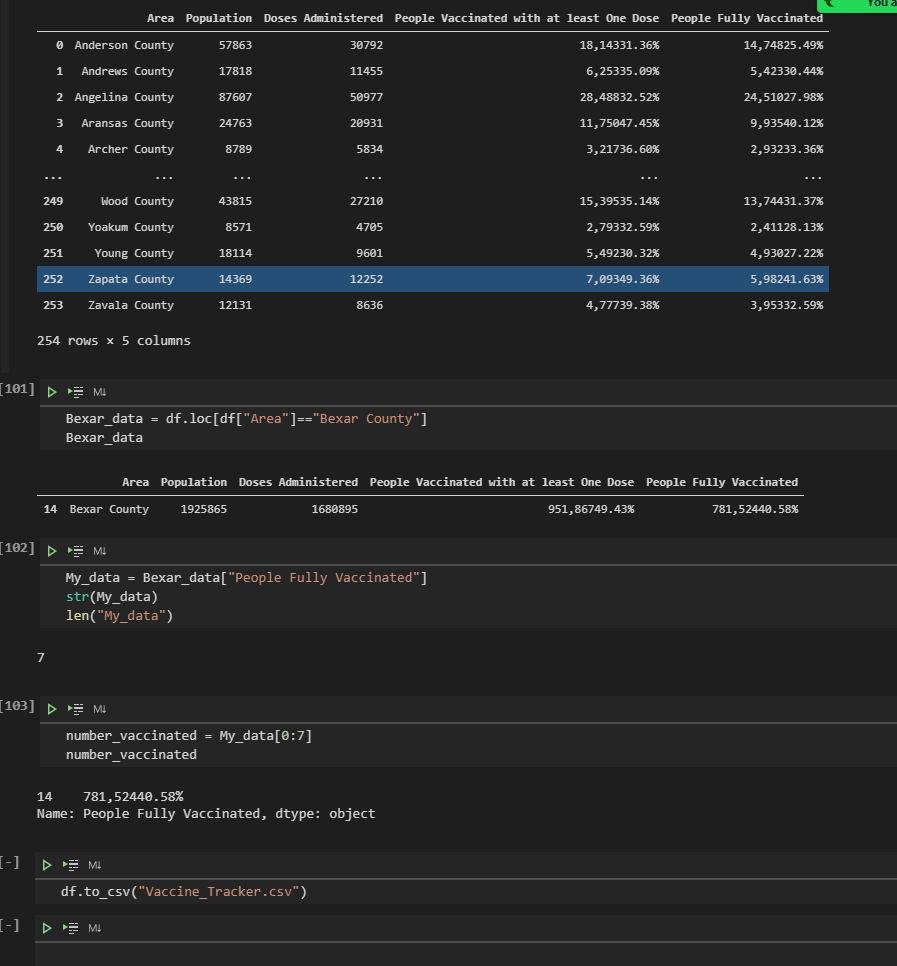 You a
Area Population Doses Administered People Vaccinated with at least One Dose People Fully Vaccinated
0 Anderson County 57863 30792 18,14331.36% 14,74825.49%
1 Andrews County 17818 11455 6,25335.09% 5,42330.44%
2 Angelina County 87607 50977 28,48832.52% 24,51027.98%
3 Aransas County 24763 20931 11,75047.45% 9,93540.12%
4 Archer County 8789 5834 3,21736.60% 2,93233.36%
... ... ... ... ... ...
249 Wood County 43815 27210 15,39535.14% 13,74431.37%
250 Yoakum County 8571 4705 2,79332.59% 2,41128.13%
251 Young County 18114 9601 5,49230.32% 4,93027.22%
252 Zapata County 14369 12252 7,09349.36% 5,98241.63%
253 Zavala County 12131 8636 4,77739.38% 3,95332.59%
254 rows × 5 columns
[101] M↓
Bexar_data = df.loc[df["Area"]=="Bexar County"]
Bexar_data
Area Population Doses Administered People Vaccinated with at least One Dose People Fully Vaccinated
14 Bexar County 1925865 1680895 951,86749.43% 781,52440.58%
[102] M↓
My_data = Bexar_data["People Fully Vaccinated"]
str(My_data)
len("My_data")
7
[103] M↓
number_vaccinated = My_data[0:7]
number_vaccinated
14 781,52440.58%
Name: People Fully Vaccinated, dtype: object
[-] M↓
df.to_csv("Vaccine_Tracker.csv")
[-] M↓